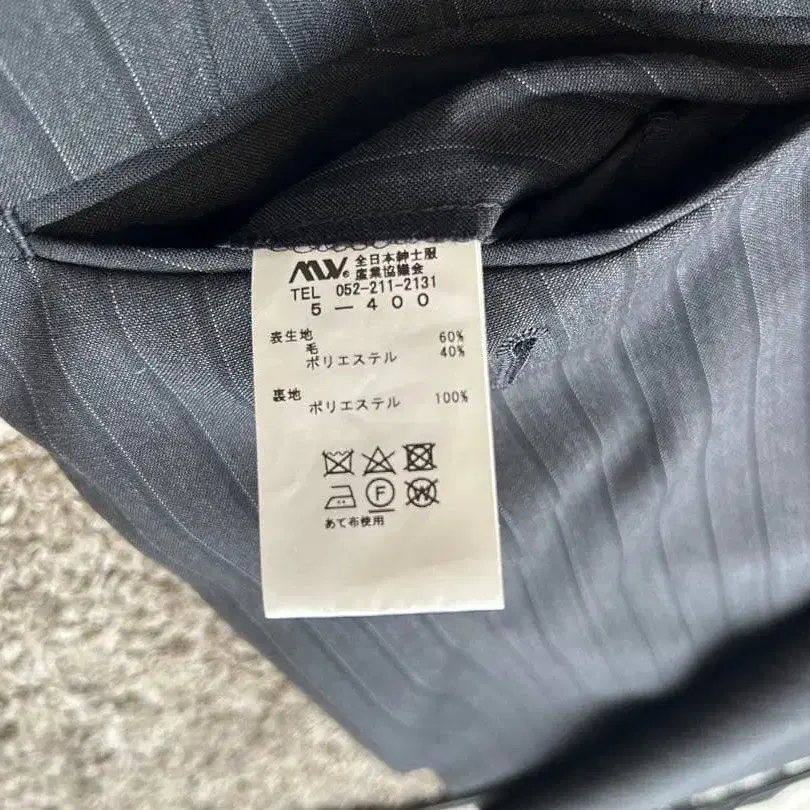 MW® 全日本紳士服
産業協議会
TEL 052-211-2131
5-400
表生地
毛 60%
ポリエステル 40%
裏地
ポリエステル 100%
F W
あて布使用